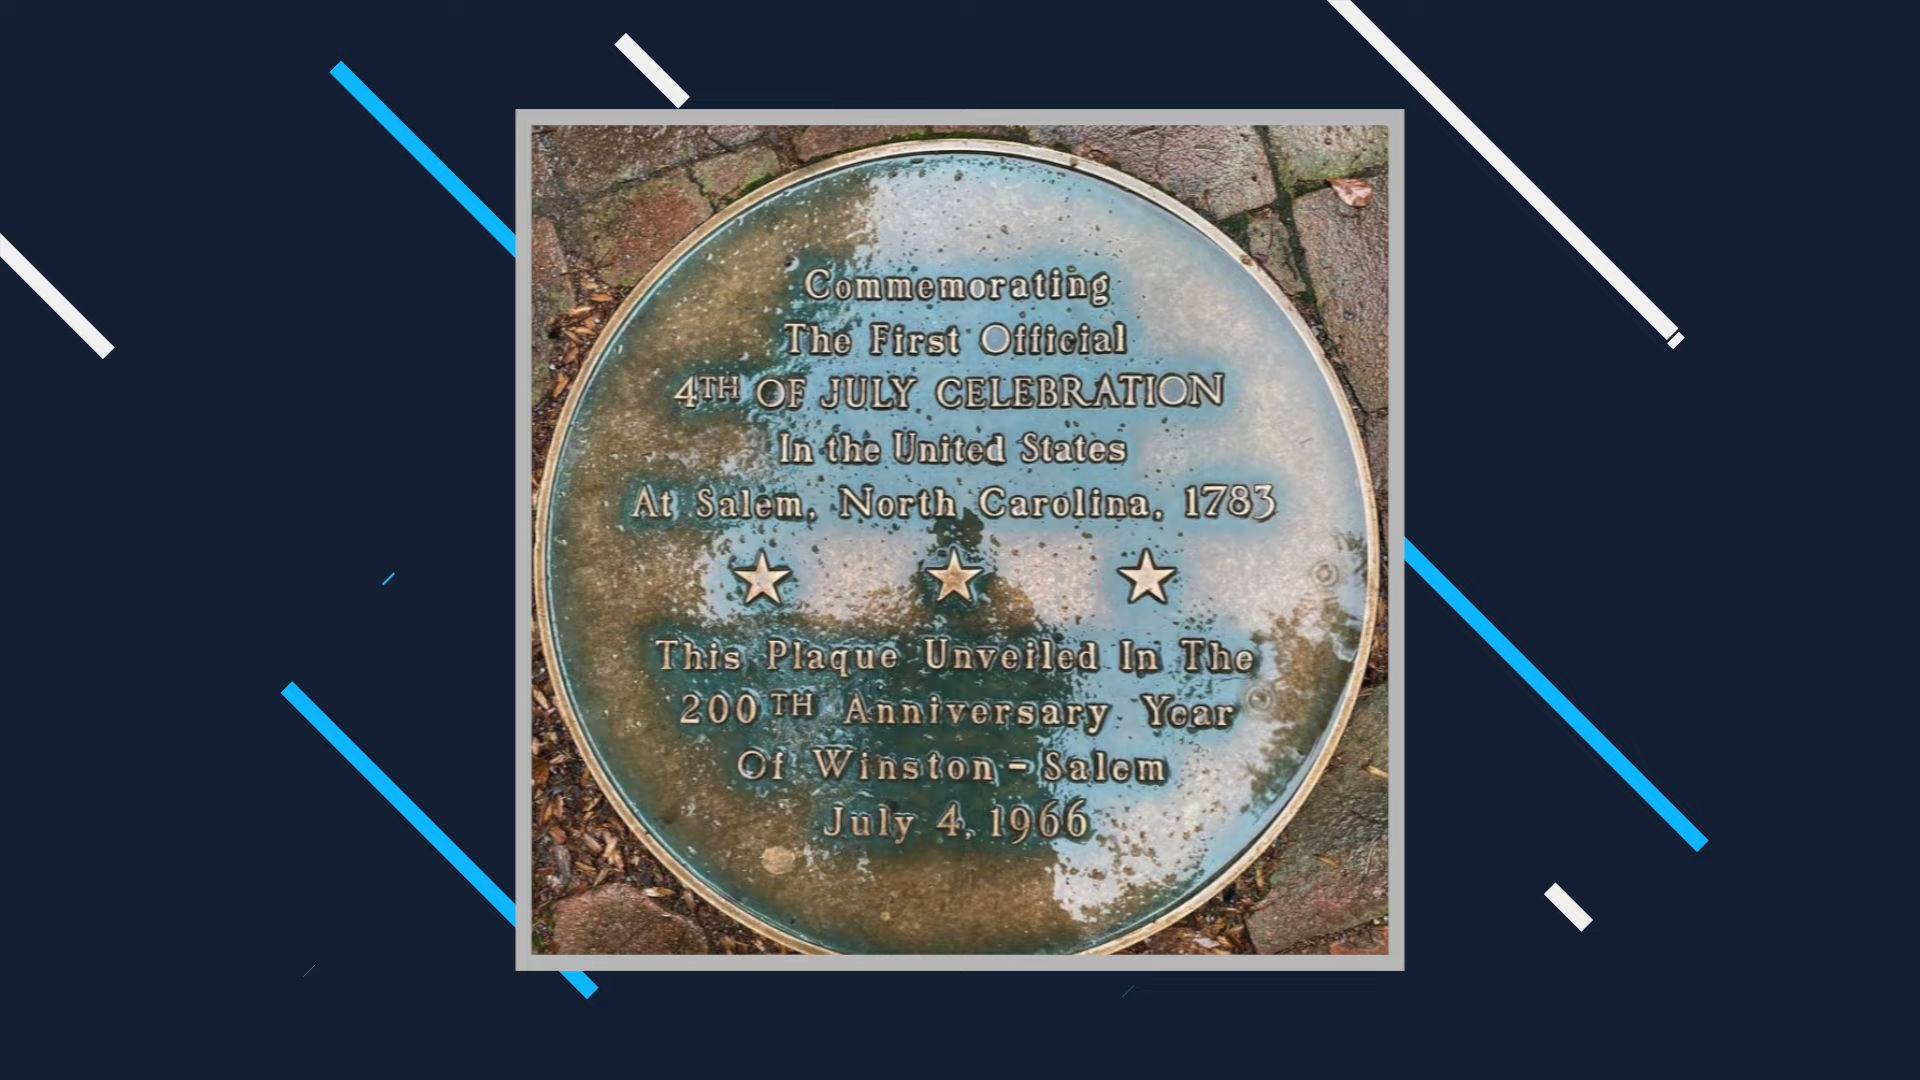 Commemorating
The First Official
4TH OF JULY CELEBRATION
In the United States
At Salem, North Carolina, 1783
This Plaque Unveiled In The
200TH Anniversary Year
Of Winston-Salem
July 4, 1966